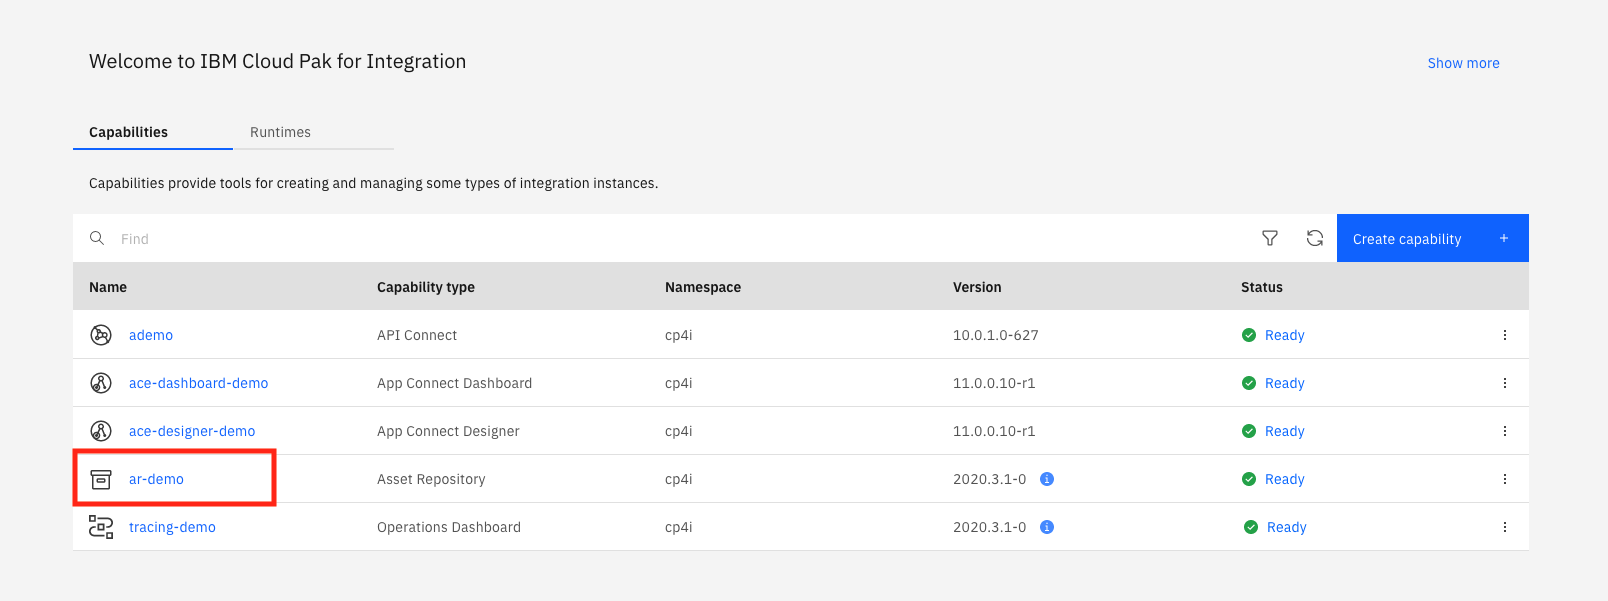 Welcome to IBM Cloud Pak for Integration
Show more
Capabilities Runtimes
Capabilities provide tools for creating and managing some types of integration instances.
Find Create capability +
Name Capability type Namespace Version Status
ademo API Connect cp4i 10.0.1.0-627 Ready
ace-dashboard-demo App Connect Dashboard cp4i 11.0.0.10-r1 Ready
ace-designer-demo App Connect Designer cp4i 11.0.0.10-r1 Ready
ar-demo Asset Repository cp4i 2020.3.1-0 Ready
tracing-demo Operations Dashboard cp4i 2020.3.1-0 Ready